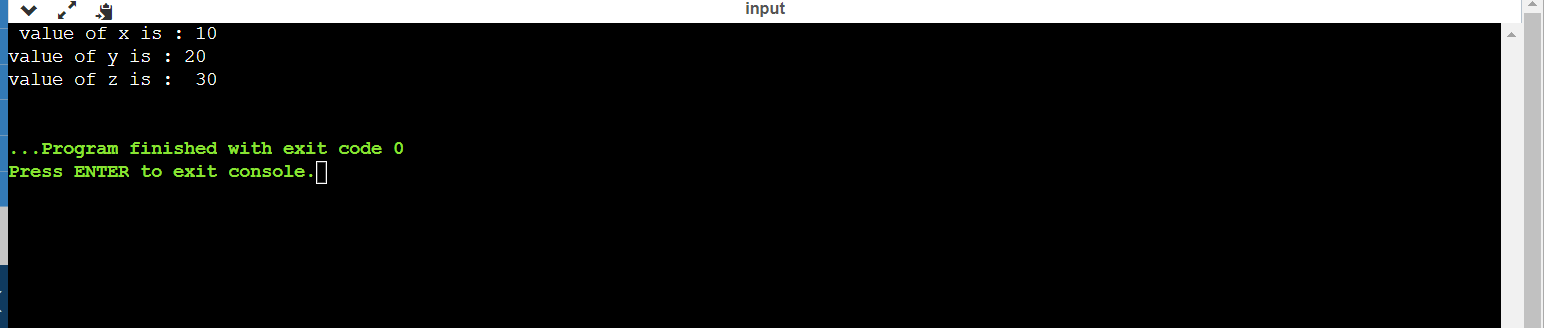 input
 value of x is : 10
value of y is : 20
value of z is :  30
...Program finished with exit code 0
Press ENTER to exit console.